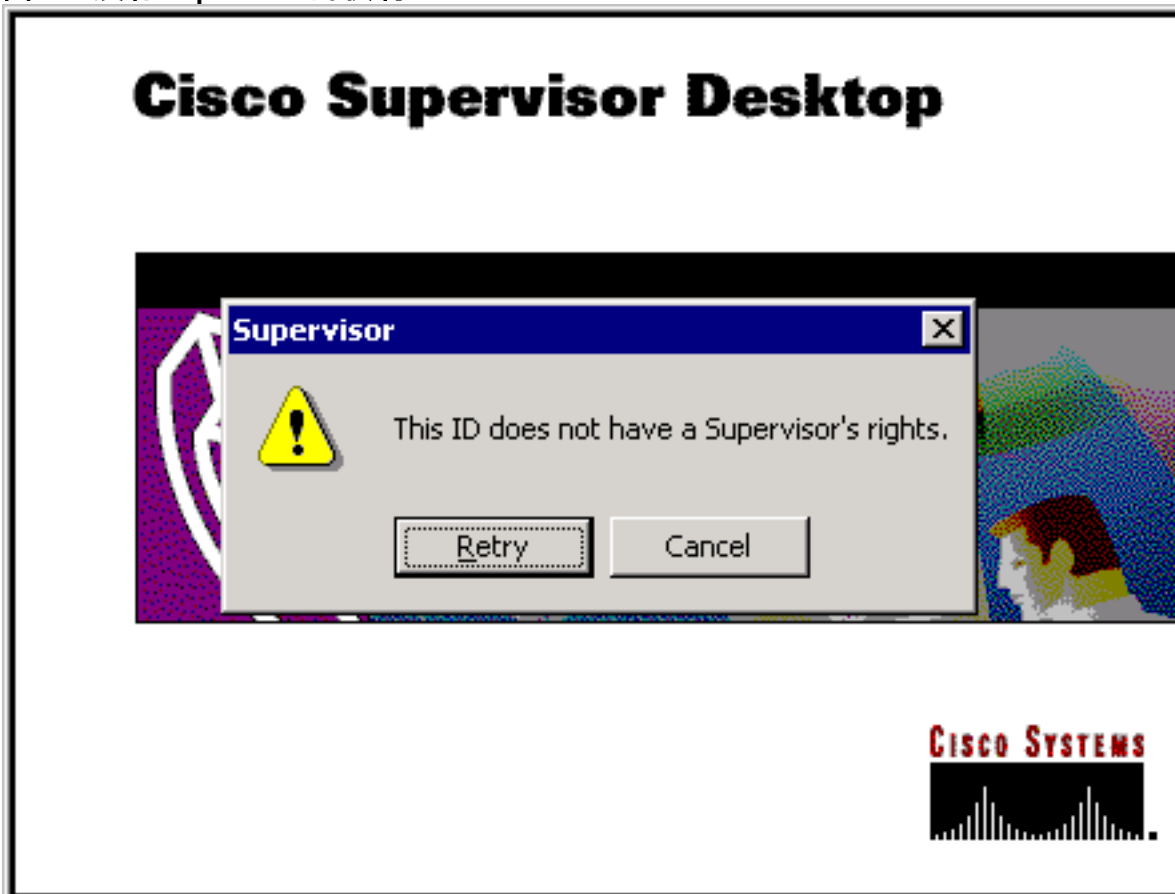 Cisco Supervisor Desktop
Supervisor
This ID does not have a Supervisor's rights.
Retry
Cancel
CISCO SYSTEMS